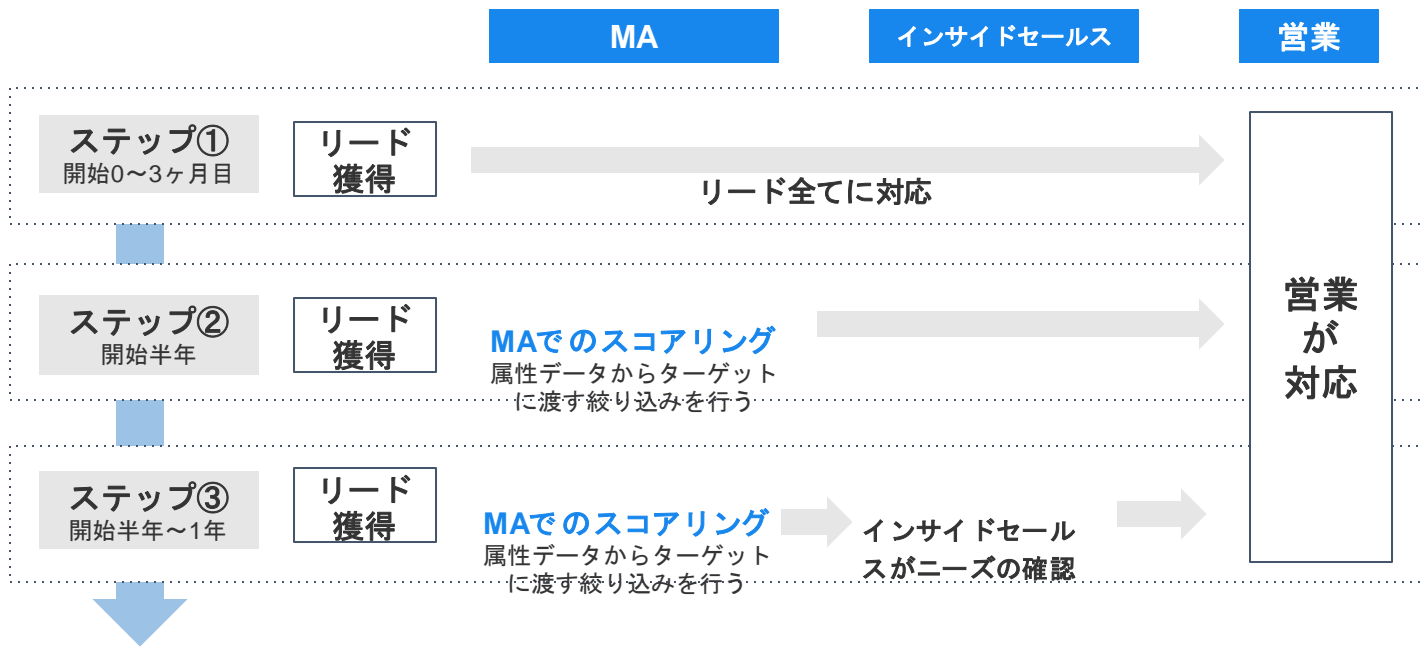 MA
インサイドセールス
営業
ステップ①
開始0〜3ヶ月目
リード
獲得
リード全てに対応
ステップ②
開始半年
リード
獲得
MAでのスコアリング
属性データからターゲット
に渡す絞り込みを行う
営業
が
対応
ステップ③
開始半年〜1年
リード
獲得
MAでのスコアリング
属性データからターゲット
に渡す絞り込みを行う
インサイドセール
スがニーズの確認